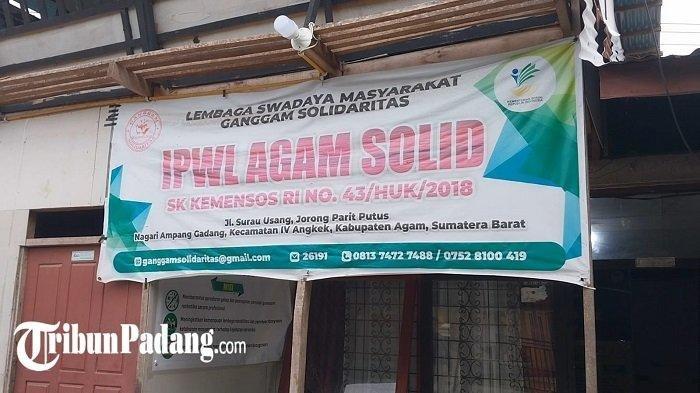 LEMBAGA SWADAYA MASYARAKAT
GANGGAM SOLIDARITAS
IPWL AGAM SOLID
SK KEMENSOS RI NO. 43/HUK/2018
Jl. Surau Usang, Jorong Parit Putus
Nagari Ampang Gadang, Kecamatan IV Angkek, Kabupaten Agam, Sumatera Barat
ganggamsolidaritas@gmail.com 26191 0813 7472 7488 / 0752 8100 419
MISI
TribunPadang.com